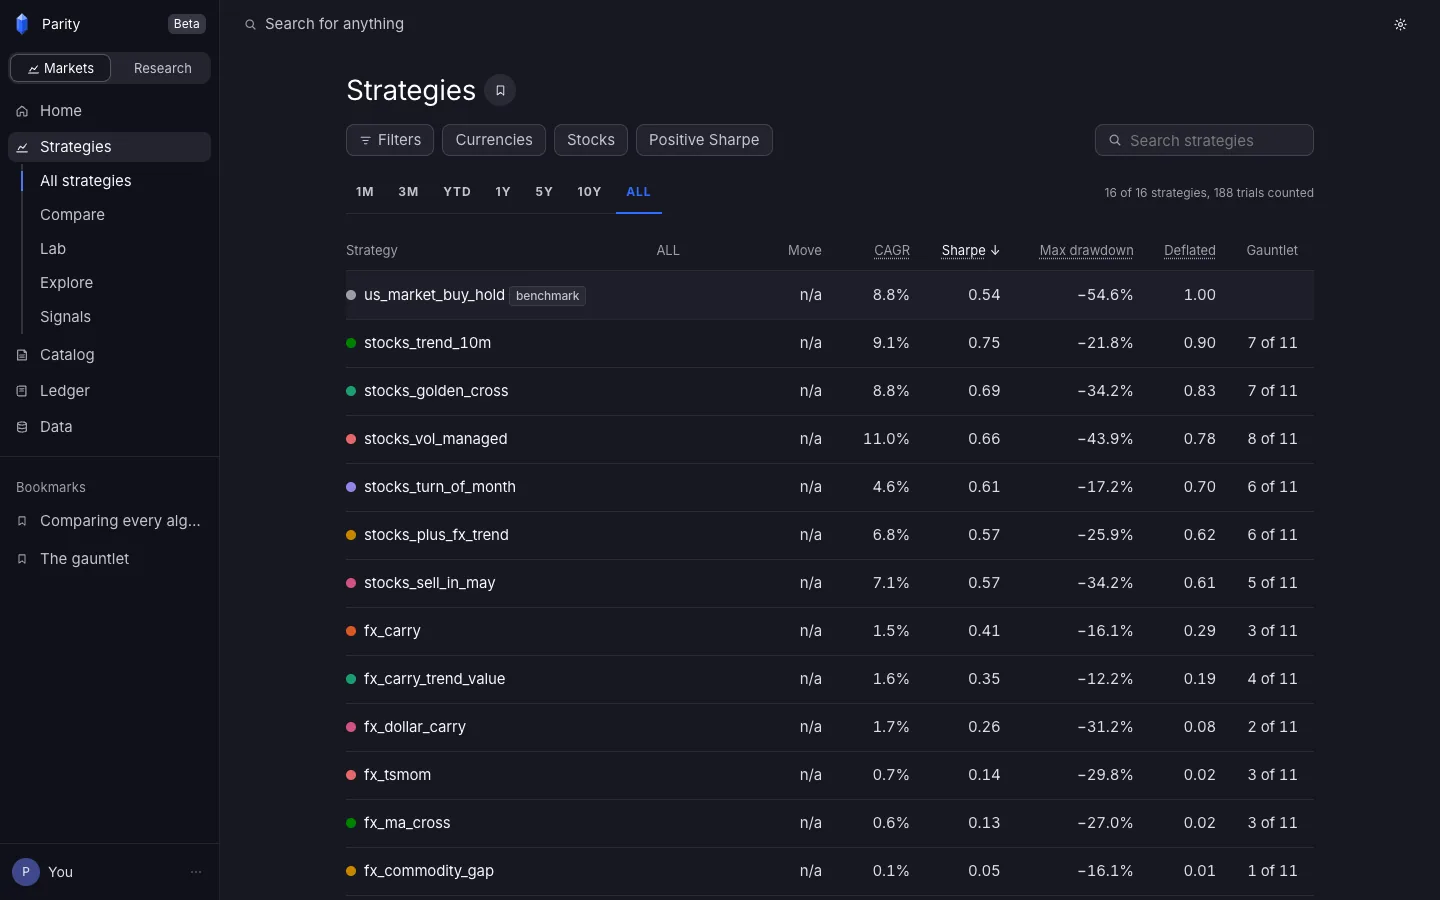 Parity
Beta
Search for anything
Markets
Research
Home
Strategies
All strategies
Compare
Lab
Explore
Signals
Catalog
Ledger
Data
Bookmarks
Comparing every alg...
The gauntlet
P
You
Strategies
Filters
Currencies
Stocks
Positive Sharpe
Search strategies
1M 3M YTD 1Y 5Y 10Y ALL
16 of 16 strategies, 188 trials counted
Strategy ALL Move CAGR Sharpe ↓ Max drawdown Deflated Gauntlet
us_market_buy_hold benchmark n/a 8.8% 0.54 −54.6% 1.00
stocks_trend_10m n/a 9.1% 0.75 −21.8% 0.90 7 of 11
stocks_golden_cross n/a 8.8% 0.69 −34.2% 0.83 7 of 11
stocks_vol_managed n/a 11.0% 0.66 −43.9% 0.78 8 of 11
stocks_turn_of_month n/a 4.6% 0.61 −17.2% 0.70 6 of 11
stocks_plus_fx_trend n/a 6.8% 0.57 −25.9% 0.62 6 of 11
stocks_sell_in_may n/a 7.1% 0.57 −34.2% 0.61 5 of 11
fx_carry n/a 1.5% 0.41 −16.1% 0.29 3 of 11
fx_carry_trend_value n/a 1.6% 0.35 −12.2% 0.19 4 of 11
fx_dollar_carry n/a 1.7% 0.26 −31.2% 0.08 2 of 11
fx_tsmom n/a 0.7% 0.14 −29.8% 0.02 3 of 11
fx_ma_cross n/a 0.6% 0.13 −27.0% 0.02 3 of 11
fx_commodity_gap n/a 0.1% 0.05 −16.1% 0.01 1 of 11